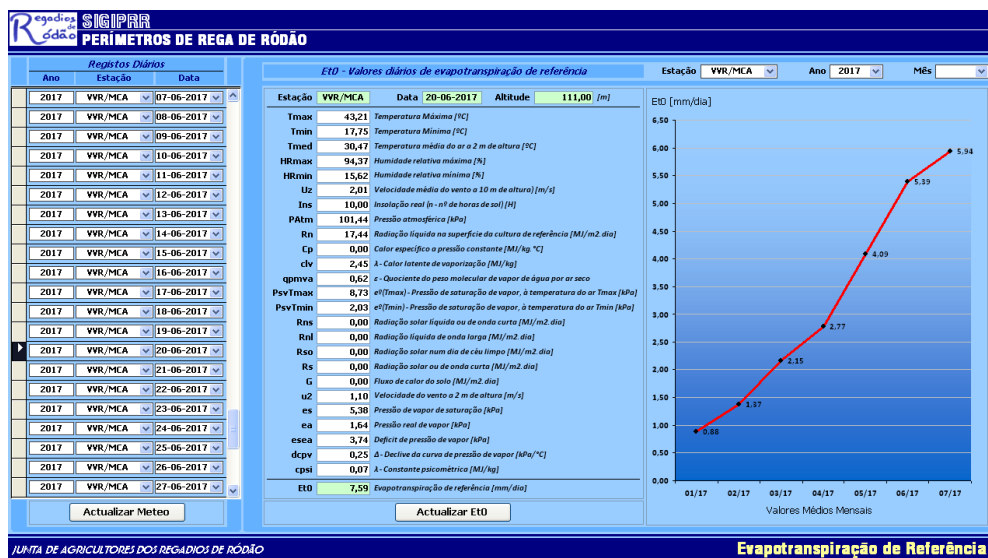 Regadios de Ródão
SIGIPRR
PERÍMETROS DE REGA DE RÓDÃO
Registos Diários
Ano Estação Data
2017 VVR/MCA 07-06-2017
2017 VVR/MCA 08-06-2017
2017 VVR/MCA 09-06-2017
2017 VVR/MCA 10-06-2017
2017 VVR/MCA 11-06-2017
2017 VVR/MCA 12-06-2017
2017 VVR/MCA 13-06-2017
2017 VVR/MCA 14-06-2017
2017 VVR/MCA 15-06-2017
2017 VVR/MCA 16-06-2017
2017 VVR/MCA 17-06-2017
2017 VVR/MCA 18-06-2017
2017 VVR/MCA 19-06-2017
2017 VVR/MCA 20-06-2017
2017 VVR/MCA 21-06-2017
2017 VVR/MCA 22-06-2017
2017 VVR/MCA 23-06-2017
2017 VVR/MCA 24-06-2017
2017 VVR/MCA 25-06-2017
2017 VVR/MCA 26-06-2017
2017 VVR/MCA 27-06-2017
Actualizar Meteo
Et0 - Valores diários de evapotranspiração de referência
Estação VVR/MCA Ano 2017 Mês
Estação VVR/MCA Data 20-06-2017 Altitude 111,00 [m]
Tmax 43,21 Temperatura Máxima [ºC]
Tmin 17,75 Temperatura Minima [ºC]
Tmed 30,47 Temperatura média do ar a 2 m de altura [ºC]
HRmax 94,37 Humidade relativa máxima [%]
HRmin 15,62 Humidade relativa mínima [%]
Uz 2,01 Velocidade média do vento a 10 m de altura) [m/s]
Ins 10,00 Insolação real (n - nº de horas de sol) [H]
PAtm 101,44 Pressão atmosférica [kPa]
Rn 17,44 Radiação líquida na superfície da cultura de referência [MJ/m2.dia]
Cp 0,00 Calor específico a pressão constante [MJ/kg.°C]
clv 2,45 λ - Calor latente de vaporização [MJ/kg]
qpmva 0,62 ε - Quociente do peso molecular de vapor de água por ar seco
PsvTmax 8,73 eº(Tmax) - Pressão de saturação de vapor, à temperatura do ar Tmax [kPa]
PsvTmin 2,03 eº(Tmin) - Pressão de saturação de vapor, à temperatura do ar Tmin [kPa]
Rns 0,00 Radiação solar líquida ou de onda curta [MJ/m2.dia]
Rnl 0,00 Radiação líquida de onda larga [MJ/m2.dia]
Rso 0,00 Radiação solar num dia de céu limpo [MJ/m2.dia]
Rs 0,00 Radiação solar ou de onda curta [MJ/m2.dia]
G 0,00 Fluxo de calor do solo [MJ/m2.dia]
u2 1,10 Velocidade do vento a 2 m de altura [m/s]
es 5,38 Pressão de vapor de saturação [kPa]
ea 1,64 Pressão real de vapor [kPa]
esea 3,74 Deficit de pressão de vapor [kPa]
dcpv 0,25 Δ - Declive da curva de pressão de vapor [kPa/°C]
cpsi 0,07 λ - Constante psicométrica [MJ/kg]
Et0 7,59 Evapotranspiração de referência [mm/dia]
Actualizar Et0
Et0 [mm/dia]
6,50
6,00
5,50
5,00
4,50
4,00
3,50
3,00
2,50
2,00
1,50
1,00
0,50
0,00
0,88
1,37
2,15
2,77
4,09
5,39
5,94
01/17 02/17 03/17 04/17 05/17 06/17 07/17
Valores Médios Mensais
JUNTA DE AGRICULTORES DOS REGADIOS DE RÓDÃO
Evapotranspiração de Referência